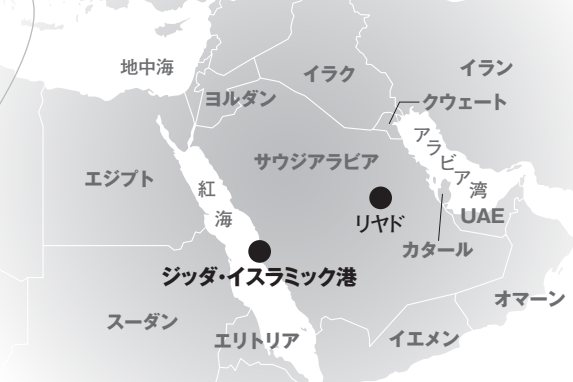 地中海
イラク
イラン
ヨルダン
クウェート
アラビア湾
サウジアラビア
エジプト
紅海
リヤド
UAE
カタール
ジッダ・イスラミック港
オマーン
スーダン
エリトリア
イエメン